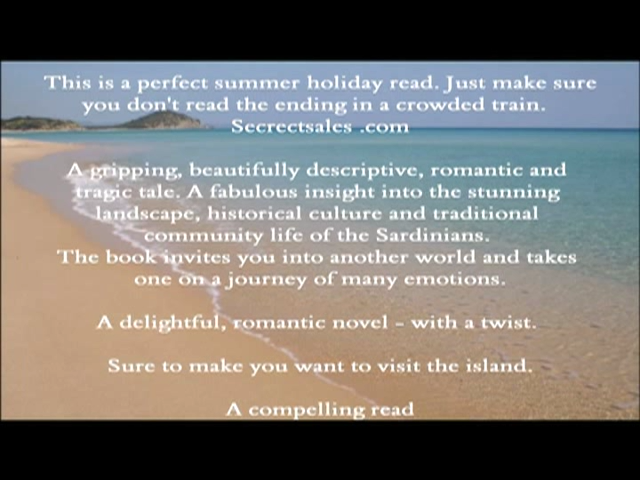 This is a perfect summer holiday read. Just make sure
you don't read the ending in a crowded train.
Secrectsales .com
A gripping, beautifully descriptive, romantic and
tragic tale. A fabulous insight into the stunning
landscape, historical culture and traditional
community life of the Sardinians.
The book invites you into another world and takes
one on a journey of many emotions.
A delightful, romantic novel - with a twist.
Sure to make you want to visit the island.
A compelling read